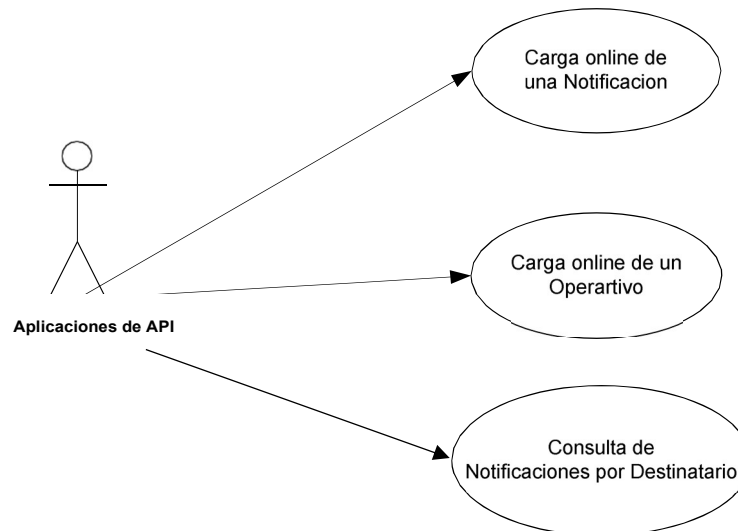 Carga online de
una Notificacion
Carga online de un
Operartivo
Aplicaciones de API
Consulta de
Notificaciones por Destinatario